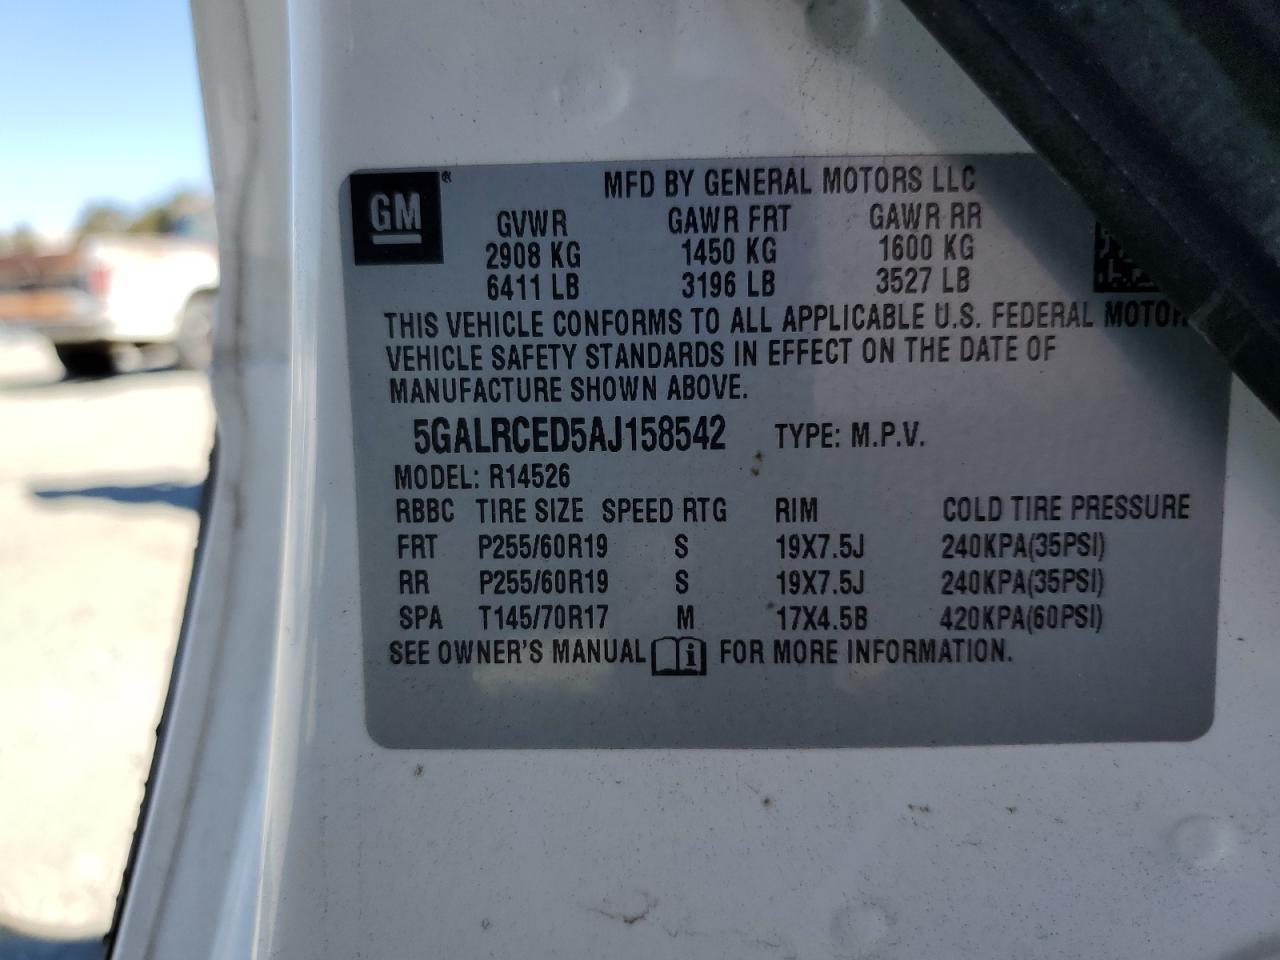 GM®
MFD BY GENERAL MOTORS LLC
GVWR GAWR FRT GAWR RR
2908 KG 1450 KG 1600 KG
6411 LB 3196 LB 3527 LB
THIS VEHICLE CONFORMS TO ALL APPLICABLE U.S. FEDERAL MOTOR
VEHICLE SAFETY STANDARDS IN EFFECT ON THE DATE OF
MANUFACTURE SHOWN ABOVE.
5GALRCED5AJ158542 TYPE: M.P.V.
MODEL: R14526
RBBC TIRE SIZE SPEED RTG RIM COLD TIRE PRESSURE
FRT P255/60R19 S 19X7.5J 240KPA(35PSI)
RR P255/60R19 S 19X7.5J 240KPA(35PSI)
SPA T145/70R17 M 17X4.5B 420KPA(60PSI)
SEE OWNER'S MANUAL i FOR MORE INFORMATION.